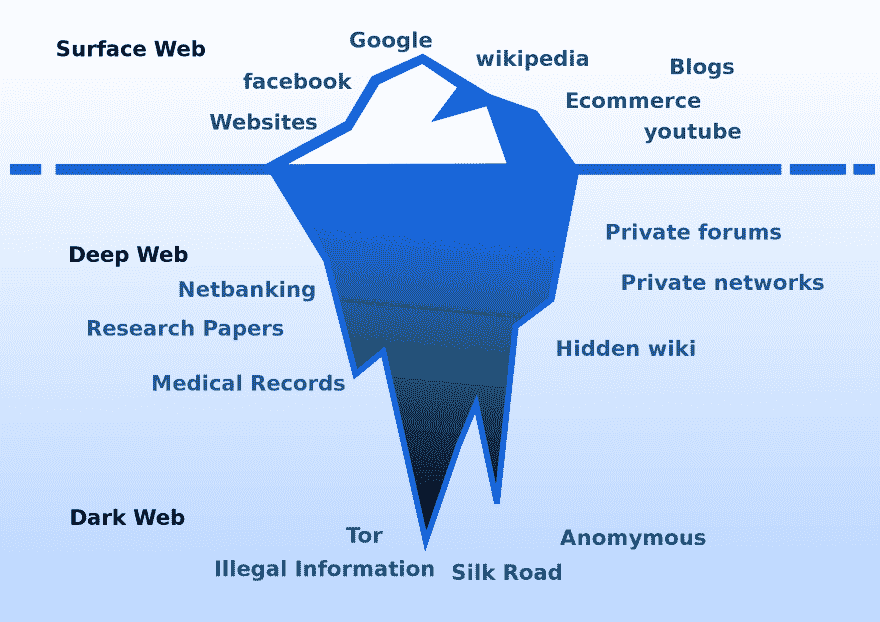 Surface Web
Google
wikipedia
Blogs
facebook
Ecommerce
Websites
youtube
Private forums
Deep Web
Netbanking
Private networks
Research Papers
Hidden wiki
Medical Records
Dark Web
Tor
Anomymous
Illegal Information
Silk Road